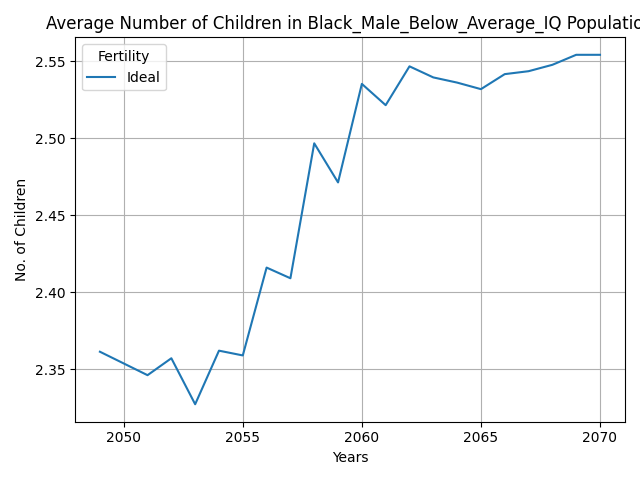 Average Number of Children in Black_Male_Below_Average_IQ Populatio
Fertility
Ideal
2.55
2.50
2.45
2.40
2.35
No. of Children
2050 2055 2060 2065 2070
Years